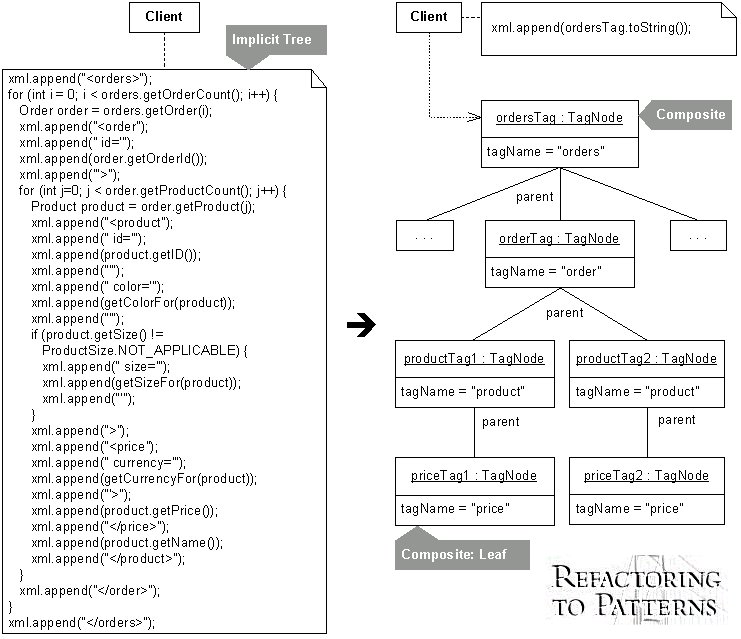 Client
Implicit Tree
xml.append("<orders>");
for (int i = 0; i < orders.getOrderCount(); i++) {
Order order = orders.getOrder(i);
xml.append("<order");
xml.append(" id='");
xml.append(order.getOrderId());
xml.append("'>");
for (int j=0; j < order.getProductCount(); j++) {
Product product = order.getProduct(j);
xml.append("<product");
xml.append(" id='");
xml.append(product.getID());
xml.append("'");
xml.append(" color='");
xml.append(getColorFor(product));
xml.append("'");
if (product.getSize() !=
ProductSize.NOT_APPLICABLE) {
xml.append(" size='");
xml.append(getSizeFor(product));
xml.append("'");
}
xml.append(">");
xml.append("<price");
xml.append(" currency='");
xml.append(getCurrencyFor(product));
xml.append("'>");
xml.append(product.getPrice());
xml.append("</price>");
xml.append(product.getName());
xml.append("</product>");
}
xml.append("</order>");
}
xml.append("</orders>");
Client
xml.append(ordersTag.toString());
ordersTag : TagNode
tagName = "orders"
Composite
parent
. . .
orderTag : TagNode
tagName = "order"
. . .
parent
productTag1 : TagNode
tagName = "product"
productTag2 : TagNode
tagName = "product"
parent
parent
priceTag1 : TagNode
tagName = "price"
priceTag2 : TagNode
tagName = "price"
Composite: Leaf
REFACTORING
TO PATTERNS